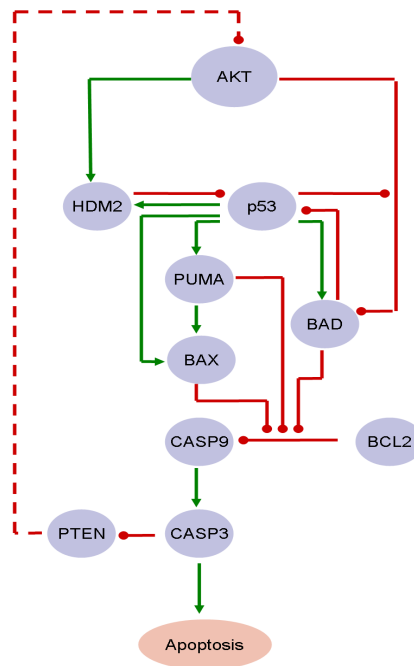 AKT
HDM2
p53
PUMA
BAD
BAX
CASP9
BCL2
PTEN
CASP3
Apoptosis